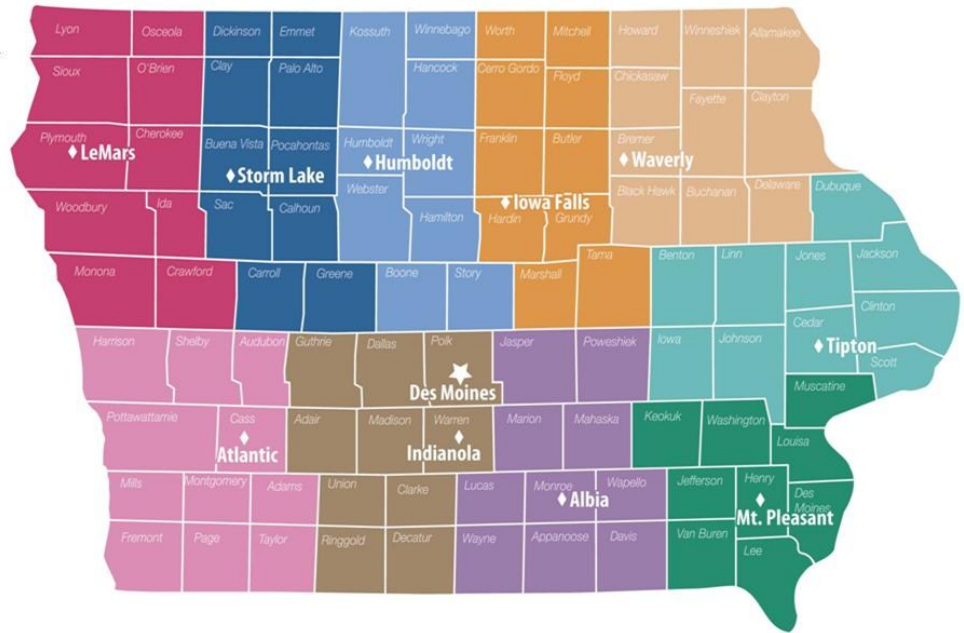 Lyon
Osceola
Dickinson
Emmet
Kossuth
Winnebago
Worth
Mitchell
Howard
Winneshiek
Allamakee
Sioux
O'Brien
Clay
Palo Alto
Hancock
Cerro Gordo
Floyd
Chickasaw
Fayette
Clayton
Plymouth
Cherokee
LeMars
Buena Vista
Pocahontas
Storm Lake
Humboldt
Wright
Humboldt
Franklin
Butler
Bremer
Waverly
Woodbury
Ida
Sac
Calhoun
Webster
Hamilton
Iowa Falls
Hardin
Grundy
Black Hawk
Buchanan
Delaware
Dubuque
Monona
Crawford
Carroll
Greene
Boone
Story
Marshall
Tama
Benton
Linn
Jones
Jackson
Clinton
Harrison
Shelby
Audubon
Guthrie
Dallas
Polk
Des Moines
Jasper
Poweshiek
Iowa
Johnson
Cedar
Tipton
Scott
Muscatine
Pottawattamie
Cass
Atlantic
Adair
Madison
Warren
Indianola
Marion
Mahaska
Keokuk
Washington
Louisa
Mills
Montgomery
Adams
Union
Clarke
Lucas
Monroe
Albia
Wapello
Jefferson
Henry
Mt. Pleasant
Des
Moines
Fremont
Page
Taylor
Ringgold
Decatur
Wayne
Appanoose
Davis
Van Buren
Lee